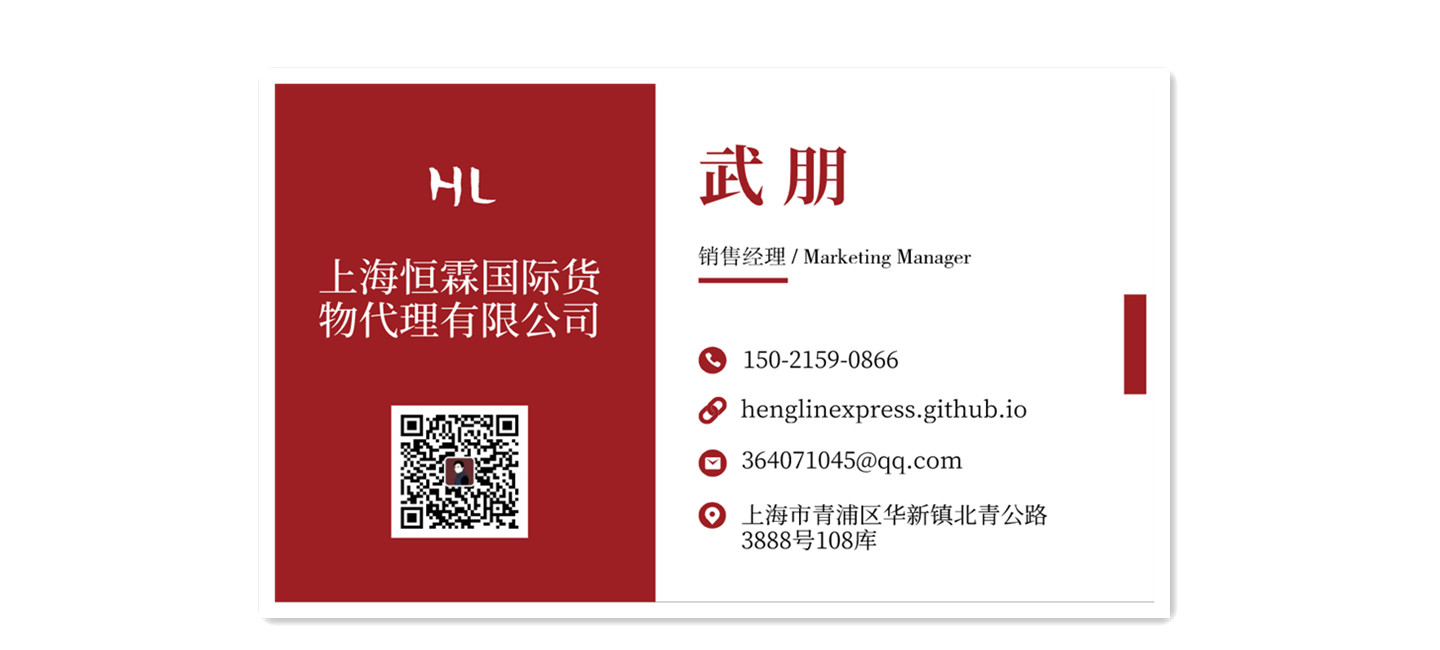 HL
上海恒霖国际货
物代理有限公司
武 朋
销售经理 / Marketing Manager
150-2159-0866
henglinexpress.github.io
364071045@qq.com
上海市青浦区华新镇北青公路
3888号108库